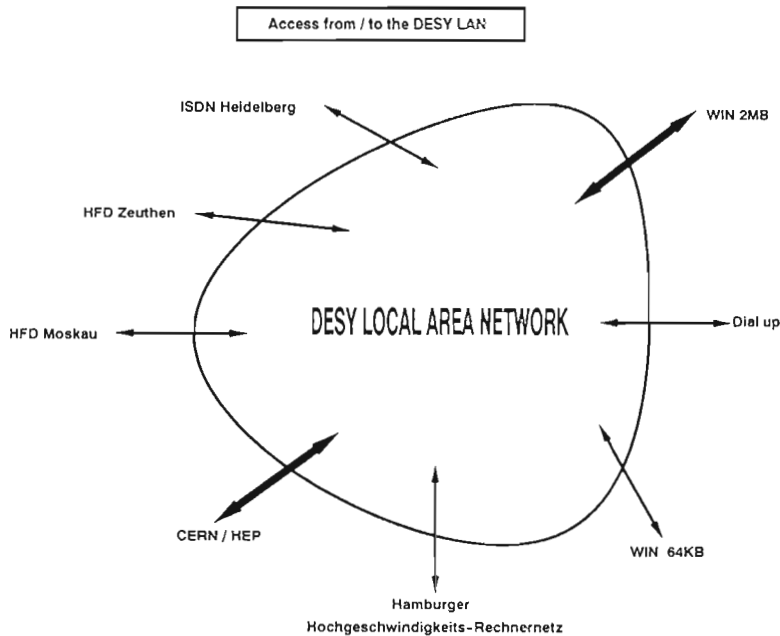 Access from / to the DESY LAN
ISDN Heidelberg
WIN 2MB
HFD Zeuthen
DESY LOCAL AREA NETWORK
HFD Moskau
Dial up
CERN / HEP
WIN 64KB
Hamburger
Hochgeschwindigkeits-Rechnernetz